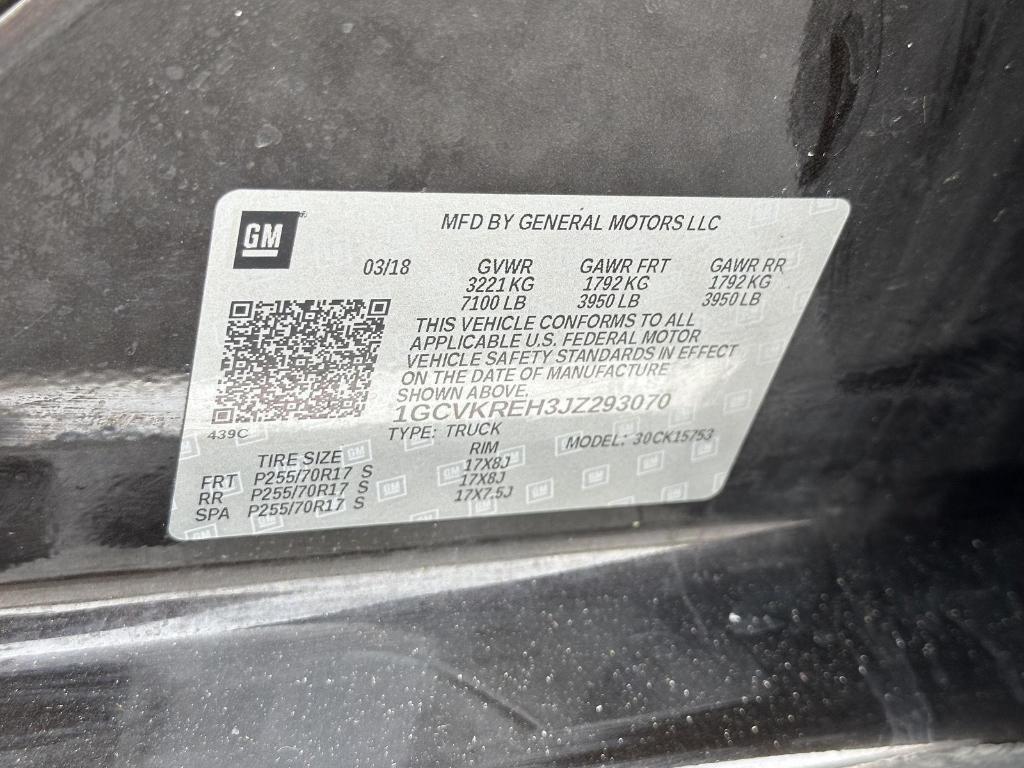 GM
MFD BY GENERAL MOTORS LLC
03/18 GVWR GAWR FRT GAWR RR
3221 KG 1792 KG 1792 KG
7100 LB 3950 LB 3950 LB
THIS VEHICLE CONFORMS TO ALL
APPLICABLE U.S. FEDERAL MOTOR
VEHICLE SAFETY STANDARDS IN EFFECT
ON THE DATE OF MANUFACTURE
SHOWN ABOVE.
1GCVKREH3JZ293070
439C
TYPE: TRUCK MODEL: 30CK15753
TIRE SIZE RIM
FRT P255/70R17 S 17X8J
RR P255/70R17 S 17X8J
SPA P255/70R17 S 17X7.5J